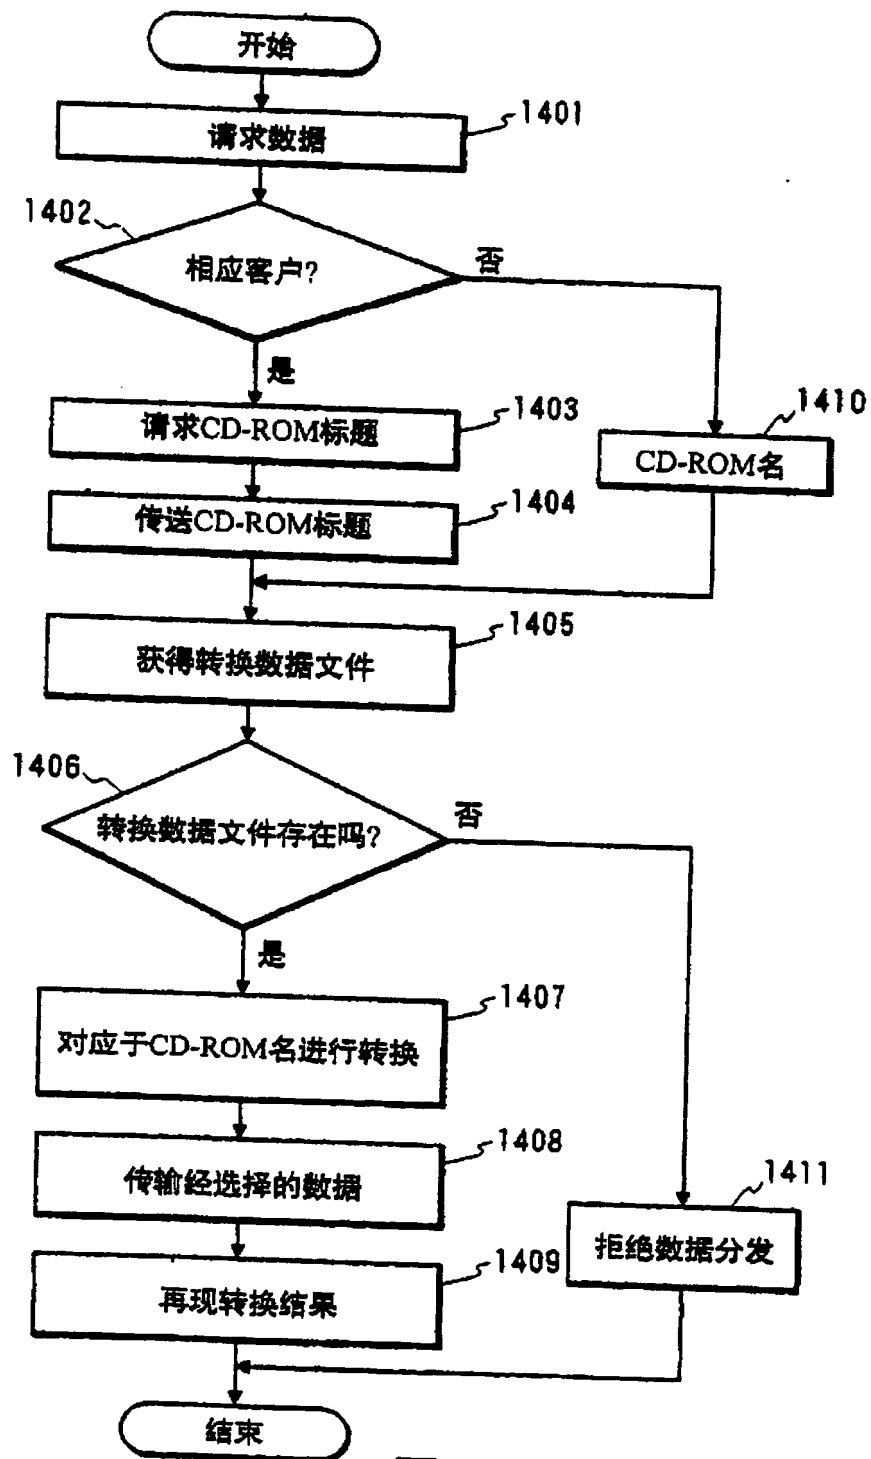 开始
1401
请求数据
1402
相应客户?
否
是
1403
请求CD-ROM标题
1410
CD-ROM名
1404
传送CD-ROM标题
1405
获得转换数据文件
1406
转换数据文件存在吗?
否
是
1407
对应于CD-ROM名进行转换
1408
传输经选择的数据
1411
拒绝数据分发
1409
再现转换结果
结束